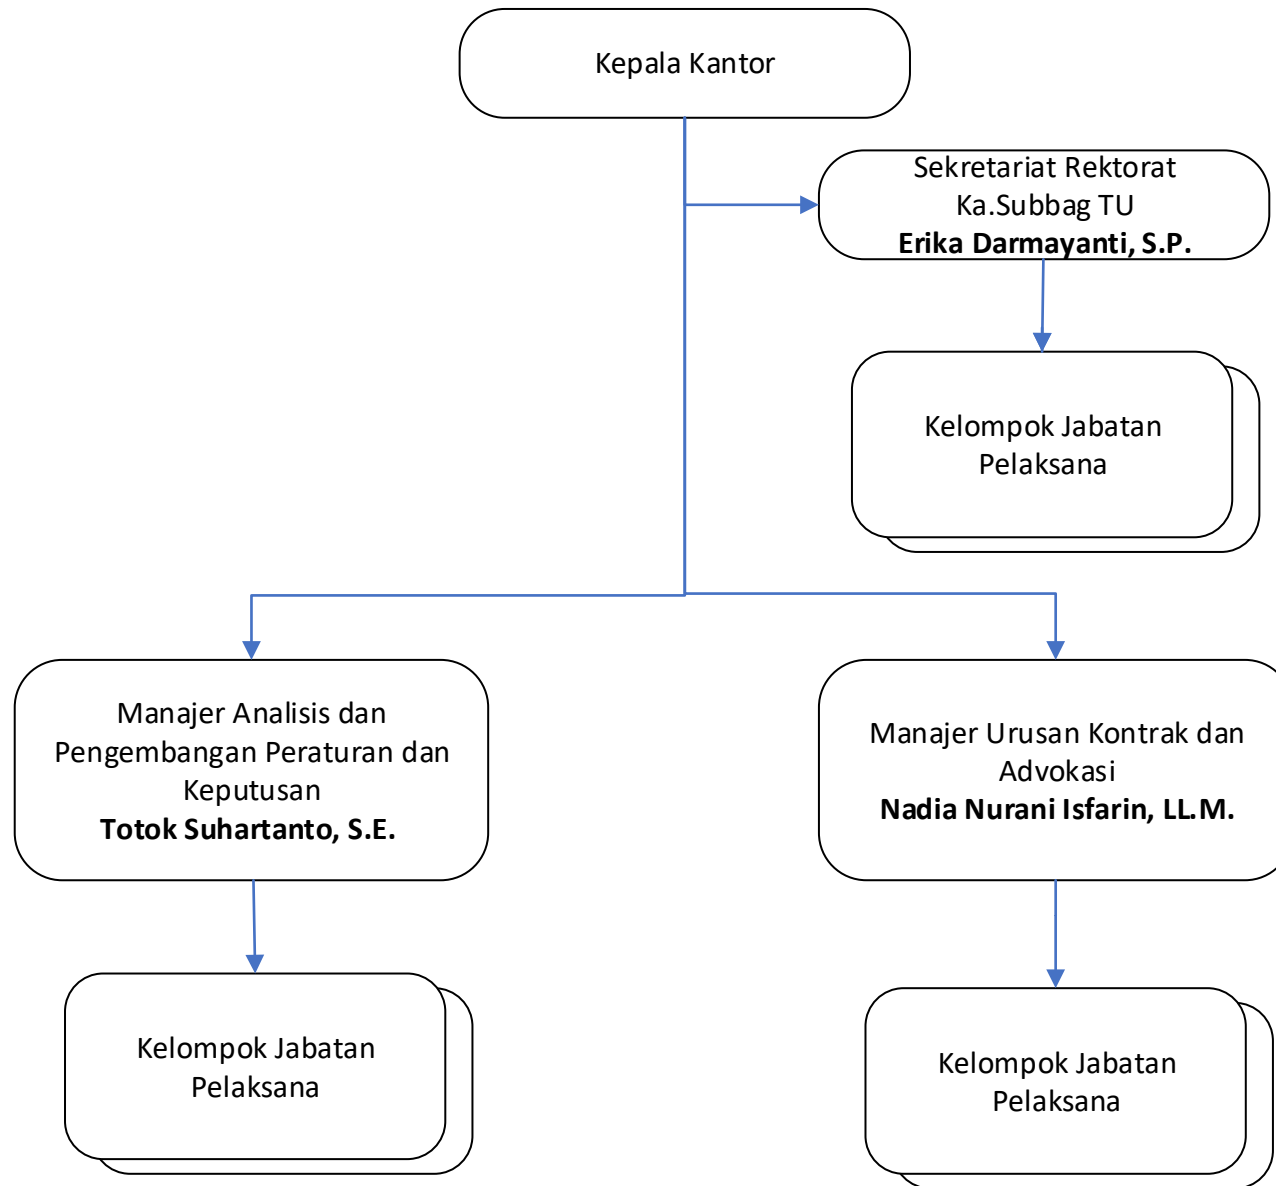 Kepala Kantor
Sekretariat Rektorat
Ka.Subbag TU
Erika Darmayanti, S.P.
Kelompok Jabatan
Pelaksana
Manajer Analisis dan
Pengembangan Peraturan dan
Keputusan
Totok Suhartanto, S.E.
Manajer Urusan Kontrak dan
Advokasi
Nadia Nurani Isfarin, LL.M.
Kelompok Jabatan
Pelaksana
Kelompok Jabatan
Pelaksana